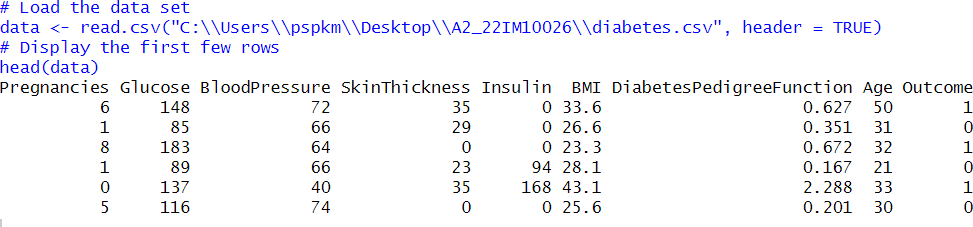 # Load the data set
data <- read.csv("C:\\Users\\pspkm\\Desktop\\A2_22IM10026\\diabetes.csv", header = TRUE)
# Display the first few rows
head(data)
Pregnancies Glucose BloodPressure SkinThickness Insulin BMI DiabetesPedigreeFunction Age Outcome
6 148 72 35 0 33.6 0.627 50 1
1 85 66 29 0 26.6 0.351 31 0
8 183 64 0 0 23.3 0.672 32 1
1 89 66 23 94 28.1 0.167 21 0
0 137 40 35 168 43.1 2.288 33 1
5 116 74 0 0 25.6 0.201 30 0